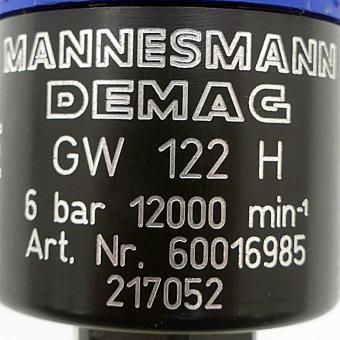 MANNESMANN
DEMAG
GW 122 H
6 bar 12000 min-¹
Art. Nr. 60016985
217052